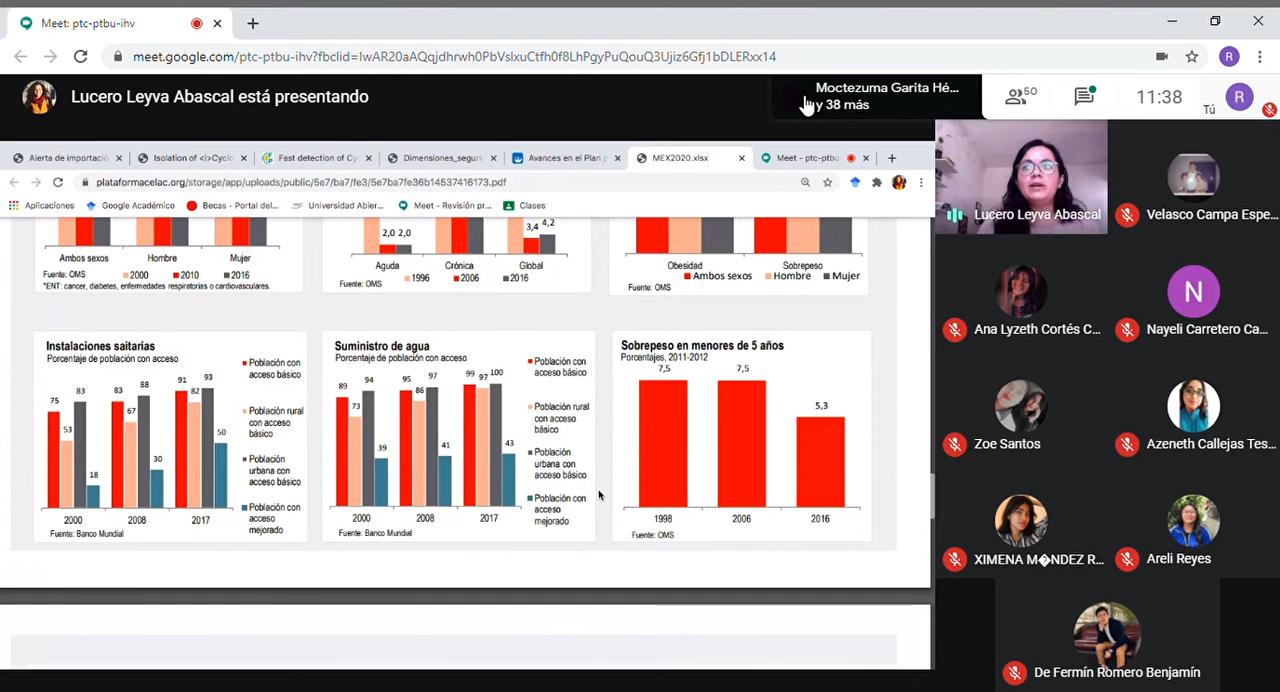 Meet: ptc-ptbu-ihv
meet.google.com/ptc-ptbu-ihv?fbclid=IwAR20aAQqjdhrwh0PbVslxuCtfh0f8LhPgyPuQouQ3Ujiz6Gfj1bDLERxx14
R
Lucero Leyva Abascal está presentando
Moctezuma Garita Hé...
y 38 más
50
11:38
Tú
R
Alerta de importació
Isolation of <i>Cyclo
Fast detection of Cy
Dimensiones_seguri
Avances en el Plan p
MEX2020.xlsx
Meet - ptc-ptbu
plataformacelac.org/storage/app/uploads/public/5e7/ba7/fe3/5e7ba7fe36b14537416173.pdf
Aplicaciones
Google Académico
Becas - Portal del...
Universidad Abier...
Meet - Revisión pr...
Clases
Ambos sexos
Hombre
Mujer
Fuente: OMS
2000
2010
2016
*ENT: cancer, diabetes, enfermedades respiratorias o cardiovasculares.
2,0 2,0
3,4 4,2
Aguda
Crónica
Global
1996
2006
2016
Fuente: OMS
Obesidad
Sobrepeso
Ambos sexos
Hombre
Mujer
Fuente: OMS
Instalaciones saitarias
Porcentaje de población con acceso
75 53 83 18
83 67 88 30
91 82 93 50
2000
2008
2017
Población con
acceso básico
Población rural
con acceso
básico
Población
urbana con
acceso básico
Población con
acceso
mejorado
Fuente: Banco Mundial
Suministro de agua
Porcentaje de población con acceso
89 73 94 39
95 86 97 41
99 97 100 43
2000
2008
2017
Población con
acceso básico
Población rural
con acceso
básico
Población
urbana con
acceso básico
Población con
acceso
mejorado
Fuente: Banco Mundial
Sobrepeso en menores de 5 años
Porcentajes, 2011-2012
7,5
7,5
5,3
1998
2006
2016
Fuente: OMS
Lucero Leyva Abascal
Velasco Campa Espe...
Ana Lyzeth Cortés C...
N
Nayeli Carretero Ca...
Zoe Santos
Azeneth Callejas Tes...
XIMENA M�NDEZ R...
Areli Reyes
De Fermín Romero Benjamín